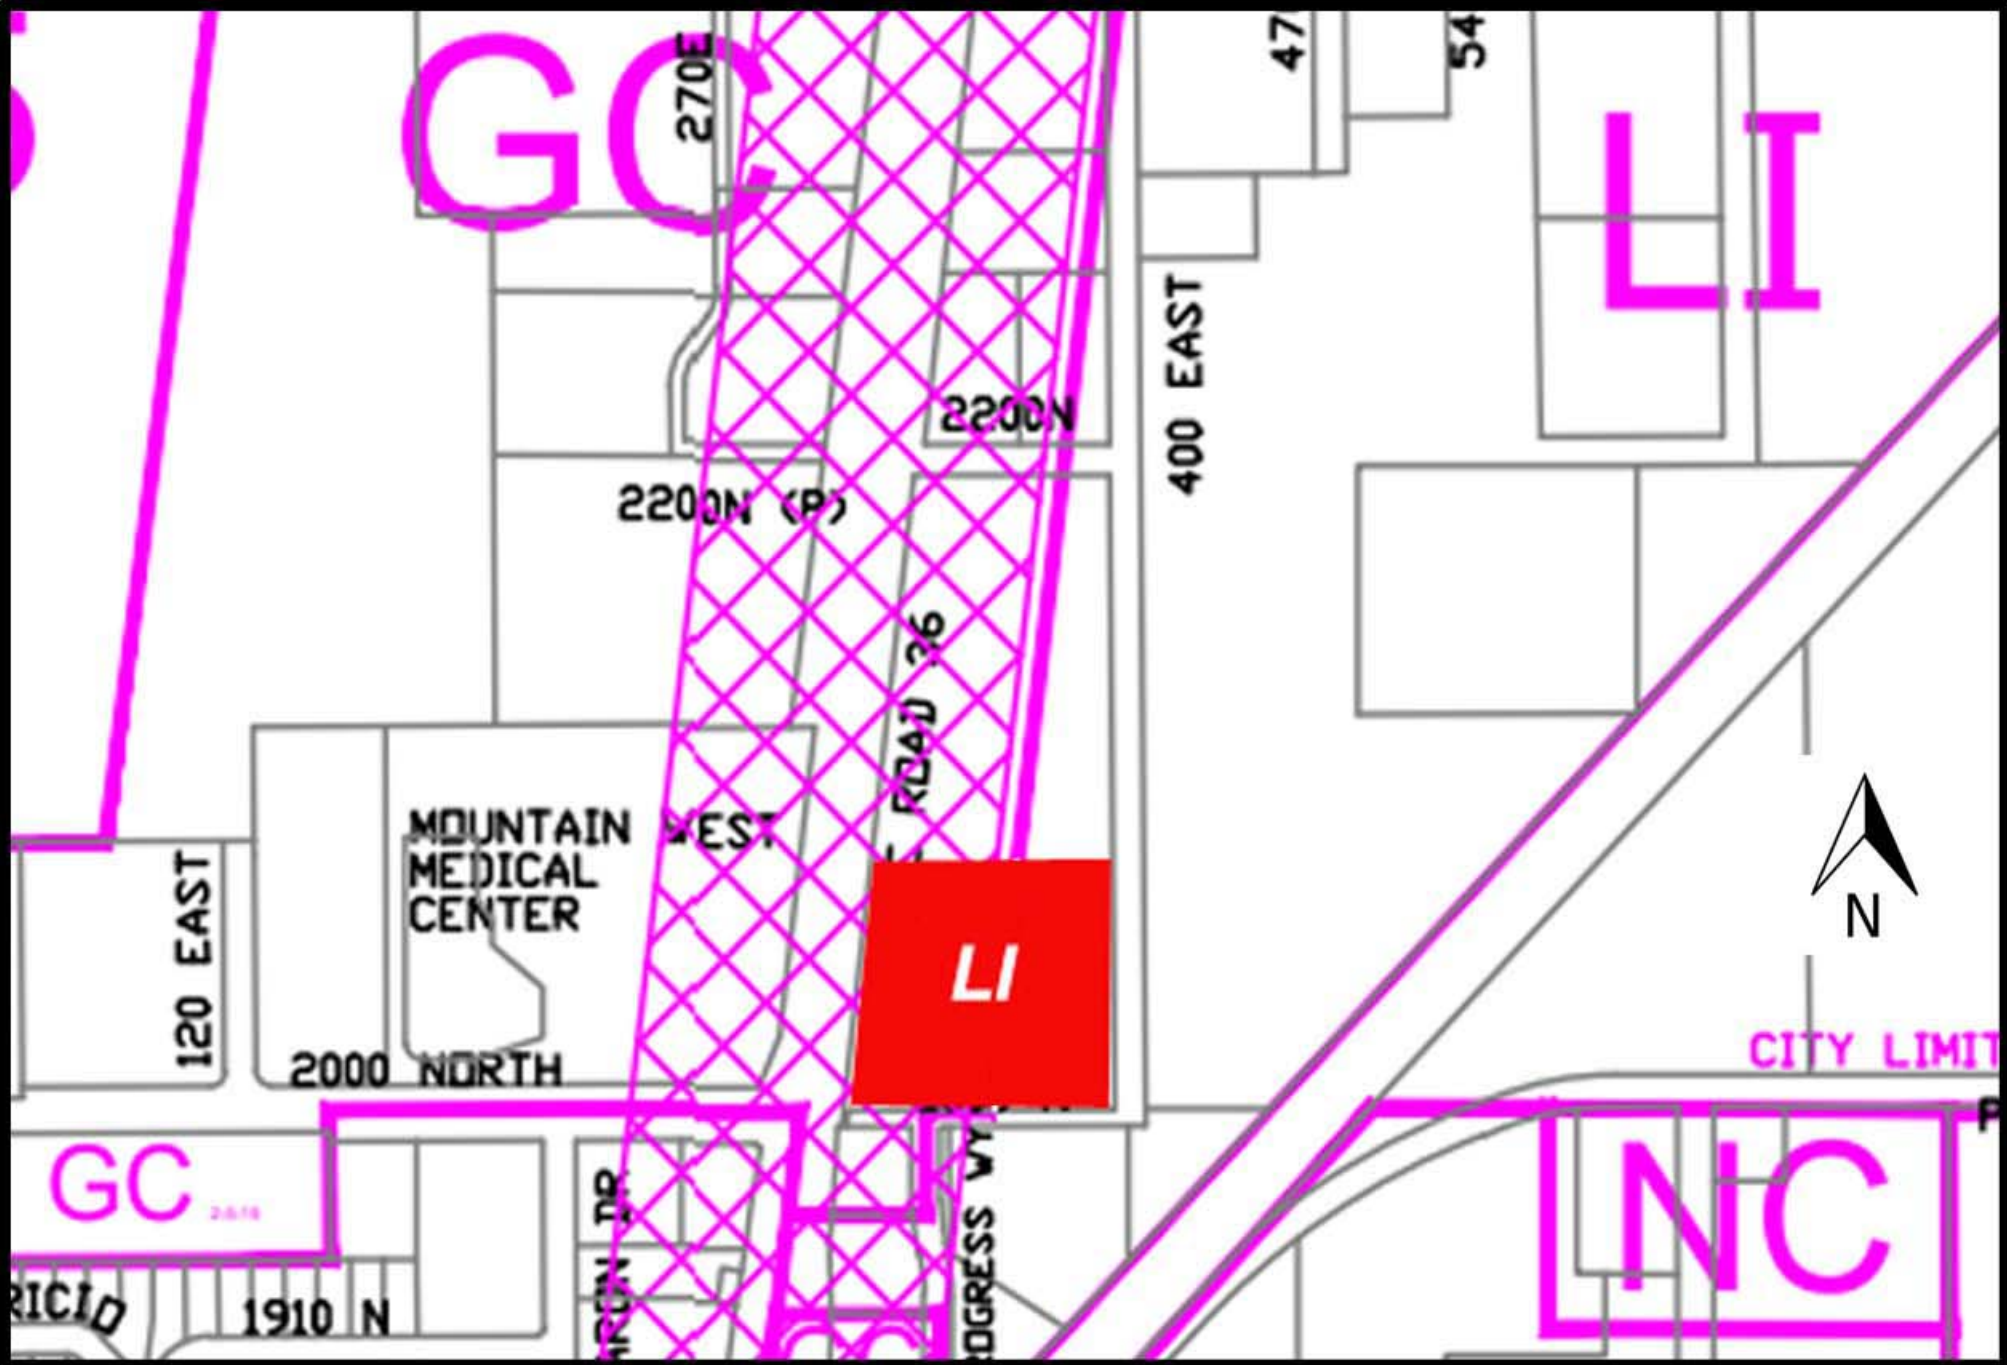 GC
270E
47
54
LI
400 EAST
2200N
2200N (P)
ROAD 36
MOUNTAIN WEST
MEDICAL
CENTER
120 EAST
LI
N
2000 NORTH
CITY LIMIT
GC
NC
1910 N